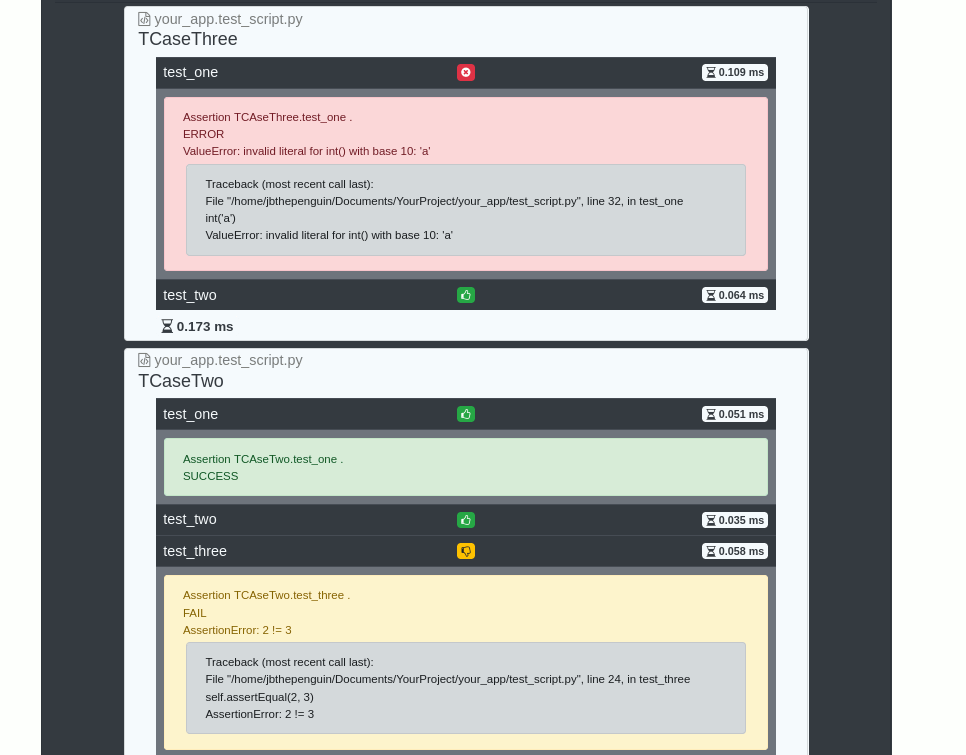 your_app.test_script.py
TCaseThree
test_one
0.109 ms
Assertion TCAseThree.test_one .
ERROR
ValueError: invalid literal for int() with base 10: 'a'
Traceback (most recent call last):
File "/home/jbthepenguin/Documents/YourProject/your_app/test_script.py", line 32, in test_one
int('a')
ValueError: invalid literal for int() with base 10: 'a'
test_two
0.064 ms
0.173 ms
your_app.test_script.py
TCaseTwo
test_one
0.051 ms
Assertion TCAseTwo.test_one .
SUCCESS
test_two
0.035 ms
test_three
0.058 ms
Assertion TCAseTwo.test_three .
FAIL
AssertionError: 2 != 3
Traceback (most recent call last):
File "/home/jbthepenguin/Documents/YourProject/your_app/test_script.py", line 24, in test_three
self.assertEqual(2, 3)
AssertionError: 2 != 3